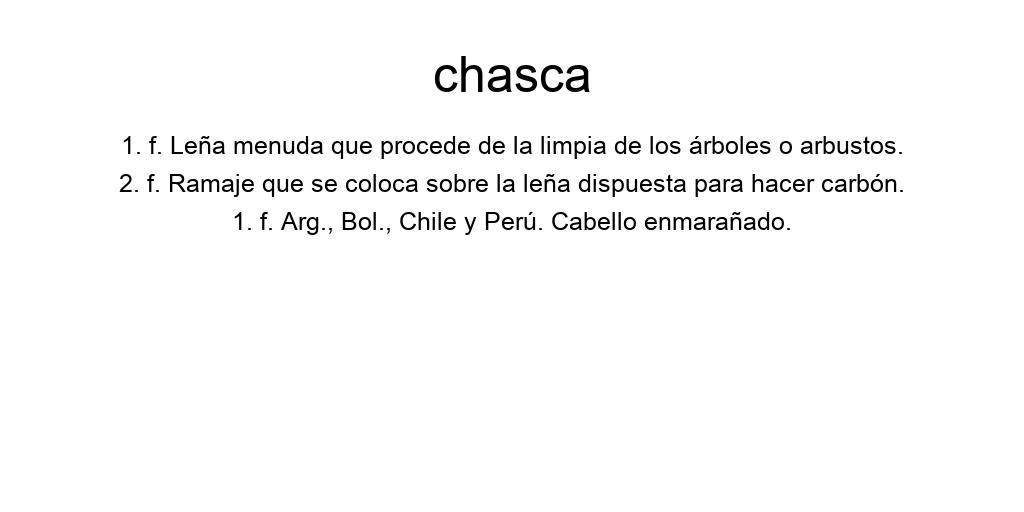 chasca
1. f. Leña menuda que procede de la limpia de los árboles o arbustos.
2. f. Ramaje que se coloca sobre la leña dispuesta para hacer carbón.
1. f. Arg., Bol., Chile y Perú. Cabello enmarañado.